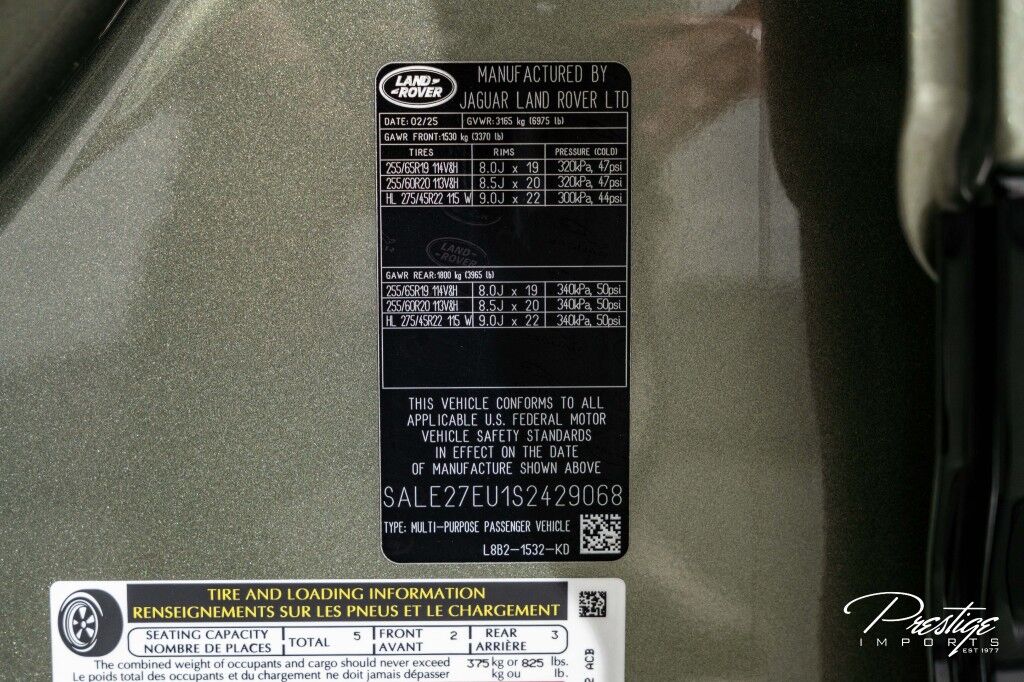 LAND ROVER
MANUFACTURED BY
JAGUAR LAND ROVER LTD
DATE: 02/25 GVWR: 3165 kg (6975 lb)
GAWR FRONT: 1530 kg (3370 lb)
TIRES RIMS PRESSURE (COLD)
255/65R19 114V&H 8.0J x 19 320kPa, 47psi
255/60R20 113V&H 8.5J x 20 320kPa, 47psi
HL 275/45R22 115 W 9.0J x 22 300kPa, 44psi
LAND ROVER
GAWR REAR: 1800 kg (3965 lb)
255/65R19 114V&H 8.0J x 19 340kPa, 50psi
255/60R20 113V&H 8.5J x 20 340kPa, 50psi
HL 275/45R22 115 W 9.0J x 22 340kPa, 50psi
THIS VEHICLE CONFORMS TO ALL
APPLICABLE U.S. FEDERAL MOTOR
VEHICLE SAFETY STANDARDS
IN EFFECT ON THE DATE
OF MANUFACTURE SHOWN ABOVE
SALE27EU1S2429068
TYPE: MULTI-PURPOSE PASSENGER VEHICLE
L8B2-1532-KD
TIRE AND LOADING INFORMATION
RENSEIGNEMENTS SUR LES PNEUS ET LE CHARGEMENT
SEATING CAPACITY TOTAL 5 FRONT 2 REAR 3
NOMBRE DE PLACES AVANT ARRIÈRE
The combined weight of occupants and cargo should never exceed 375 kg or 825 lbs.
Le poids total des occupants et du chargement ne doit jamais dépasser kg ou lb.
ACB
Prestige
IMPORTS
EST 1977